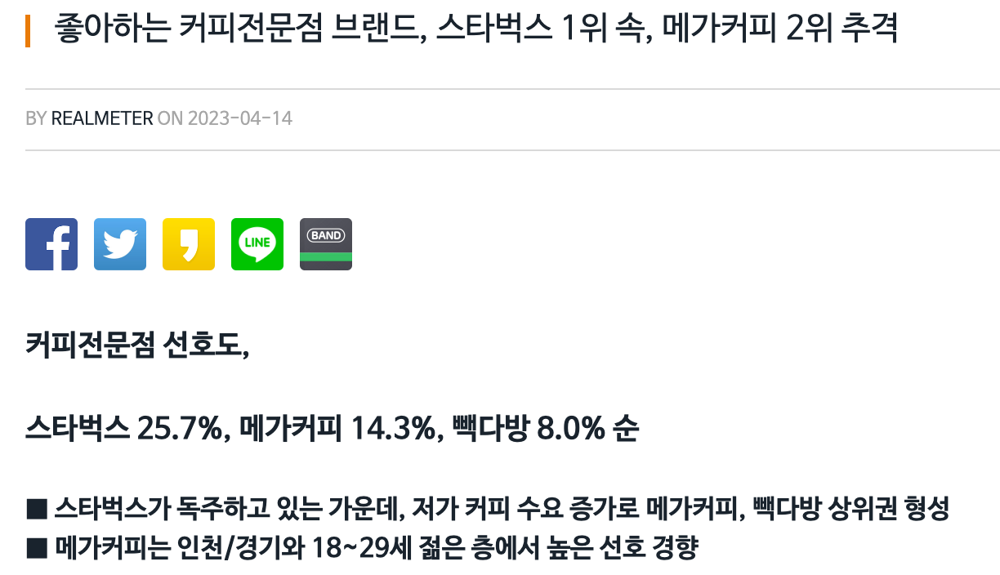 좋아하는 커피전문점 브랜드, 스타벅스 1위 속, 메가커피 2위 추격
BY REALMETER ON 2023-04-14
LINE
BAND
커피전문점 선호도,
스타벅스 25.7%, 메가커피 14.3%, 빽다방 8.0% 순
■ 스타벅스가 독주하고 있는 가운데, 저가 커피 수요 증가로 메가커피, 빽다방 상위권 형성
■ 메가커피는 인천/경기와 18~29세 젊은 층에서 높은 선호 경향